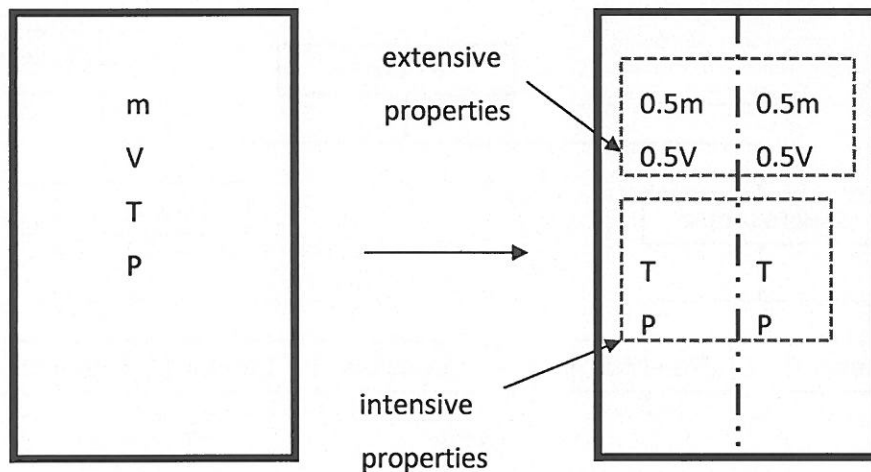 m
V
T
P
extensive
properties
0.5m 0.5m
0.5V 0.5V
T T
P P
intensive
properties